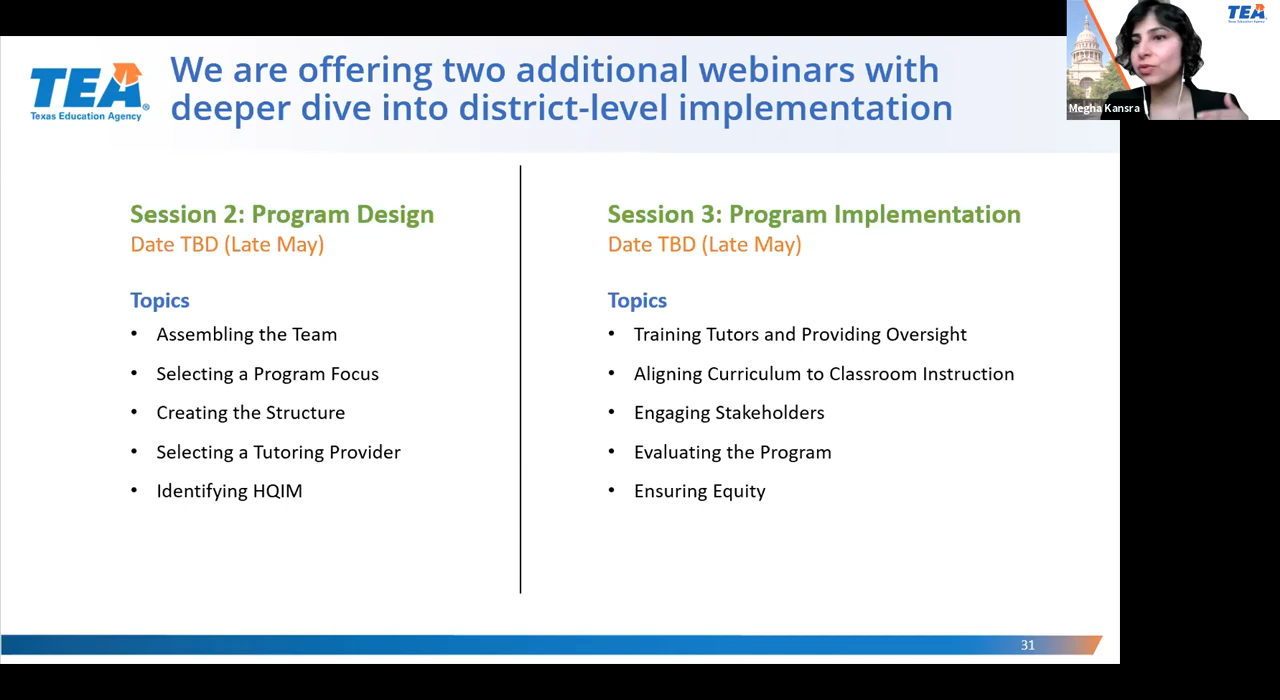 TEA
Texas Education Agency
We are offering two additional webinars with
deeper dive into district-level implementation
TEA
Megha Kansra
Session 2: Program Design
Date TBD (Late May)
Topics
• Assembling the Team
• Selecting a Program Focus
• Creating the Structure
• Selecting a Tutoring Provider
• Identifying HQIM
Session 3: Program Implementation
Date TBD (Late May)
Topics
• Training Tutors and Providing Oversight
• Aligning Curriculum to Classroom Instruction
• Engaging Stakeholders
• Evaluating the Program
• Ensuring Equity
31